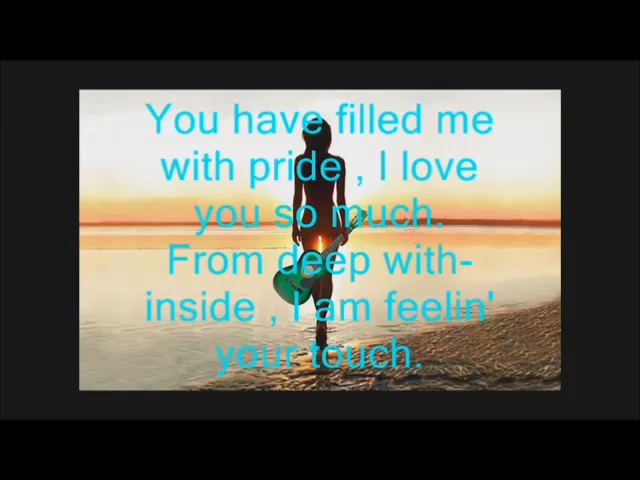 You have filled me
with pride , I love
you so much.
From deep with-
inside , I am feelin'
your touch.